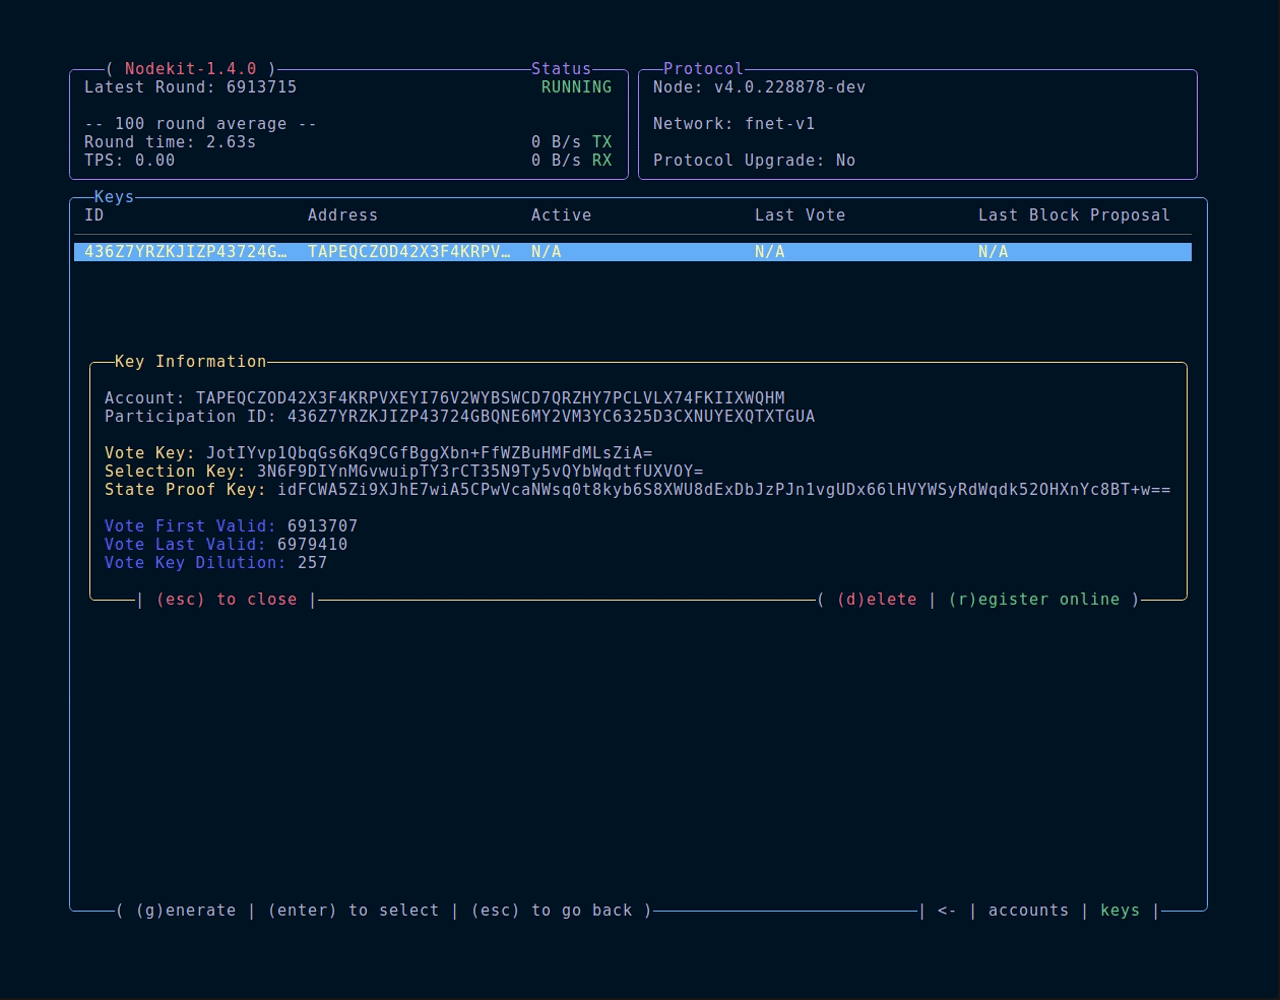 ( Nodekit-1.4.0 ) Status
Latest Round: 6913715 RUNNING
-- 100 round average --
Round time: 2.63s 0 B/s TX
TPS: 0.00 0 B/s RX
Protocol
Node: v4.0.228878-dev
Network: fnet-v1
Protocol Upgrade: No
Keys
ID Address Active Last Vote Last Block Proposal
436Z7YRZKJIZP43724G… TAPEQCZOD42X3F4KRPV… N/A N/A N/A
Key Information
Account: TAPEQCZOD42X3F4KRPVXEYI76V2WYBSWCD7QRZHY7PCLVLX74FKIIXWQHM
Participation ID: 436Z7YRZKJIZP43724GBQNE6MY2VM3YC6325D3CXNUYEXQTXTGUA
Vote Key: JotIYvp1QbqGs6Kq9CGfBggXbn+FfWZBuHMFdMLsZiA=
Selection Key: 3N6F9DIYnMGvwuipTY3rCT35N9Ty5vQYbWqdtfUXVOY=
State Proof Key: idFCWA5Zi9XJhE7wiA5CPwVcaNWsq0t8kyb6S8XWU8dExDbJzPJn1vgUDx66lHVYWSyRdWqdk52OHXnYc8BT+w==
Vote First Valid: 6913707
Vote Last Valid: 6979410
Vote Key Dilution: 257
| (esc) to close | ( (d)elete | (r)egister online )
( (g)enerate | (enter) to select | (esc) to go back ) | <- | accounts | keys |